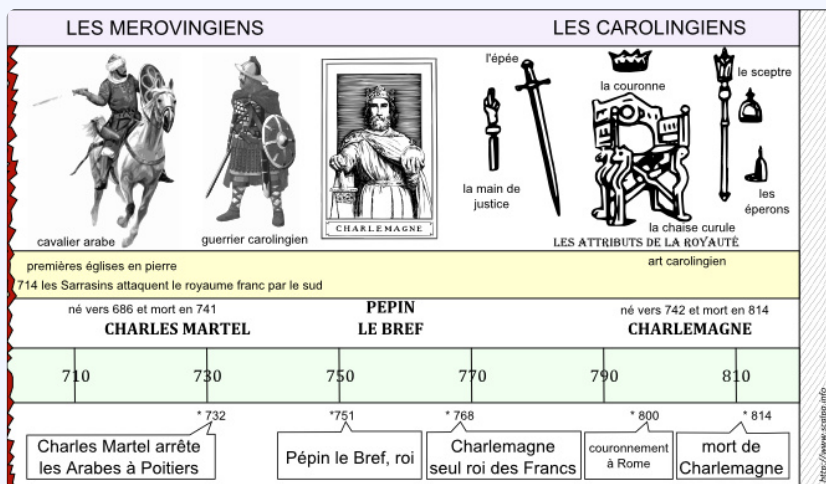 LES MEROVINGIENS
LES CAROLINGIENS
l'épée
la couronne
le sceptre
la main de
justice
les
éperons
la chaise curule
LES ATTRIBUTS DE LA ROYAUTÉ
cavalier arabe
guerrier carolingien
CHARLEMAGNE
premières églises en pierre
art carolingien
714 les Sarrasins attaquent le royaume franc par le sud
né vers 686 et mort en 741
CHARLES MARTEL
PEPIN
LE BREF
né vers 742 et mort en 814
CHARLEMAGNE
710 730 750 770 790 810
*732 *751 *768 *800 *814
Charles Martel arrête
les Arabes à Poitiers
Pépin le Bref, roi
Charlemagne
seul roi des Francs
couronnement
à Rome
mort de
Charlemagne